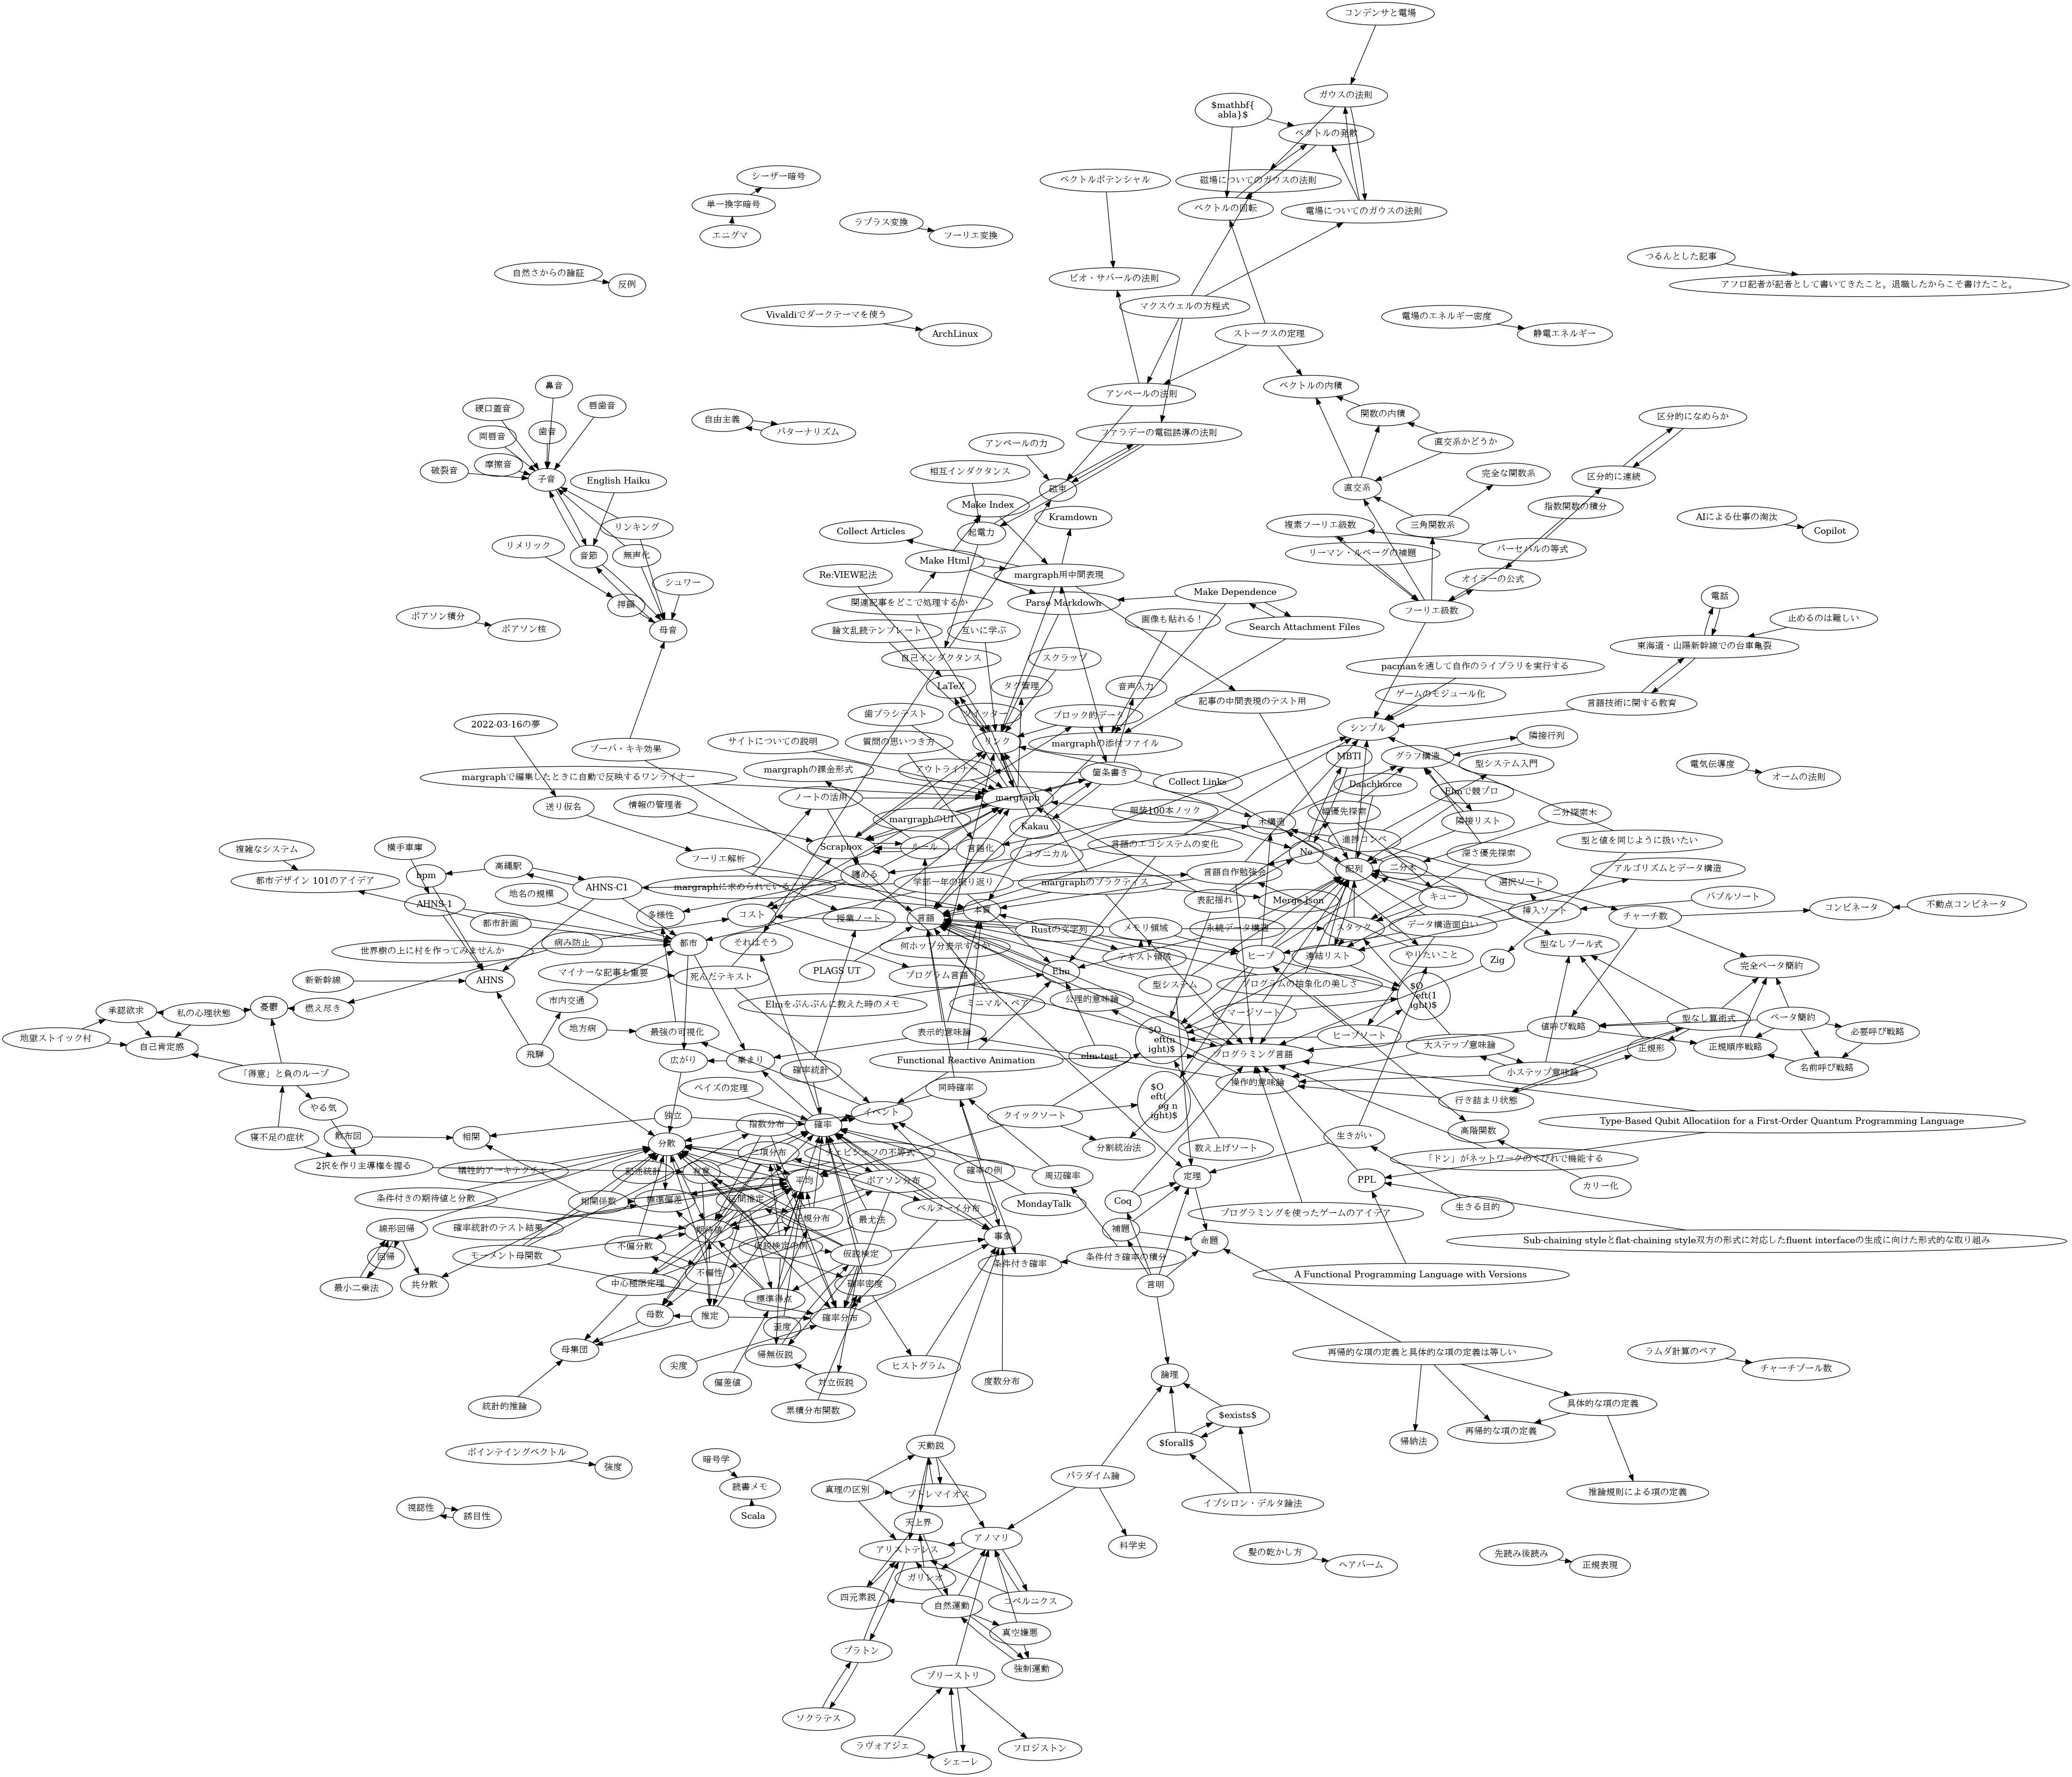 コンデンサと電場
ガウスの法則
$mathbf{
abla}$
ベクトルの発散
シーザー暗号
ベクトルポテンシャル
磁場についてのガウスの法則
単一換字暗号
ベクトルの回転
電場についてのガウスの法則
ラプラス変換
エニグマ
フーリエ変換
つるんとした記事
自然さからの論証
反例
ビオ・サバールの法則
アフロ記者が記者として書いてきたこと。退職したからこそ書けたこと。
マクスウェルの方程式
Vivaldiでダークテーマを使う
ArchLinux
電場のエネルギー密度
静電エネルギー
ストークスの定理
鼻音
ベクトルの内積
アンペールの法則
硬口蓋音
唇歯音
関数の内積
区分的になめらか
自由主義
パターナリズム
両唇音
歯音
ファラデーの電磁誘導の法則
直交系かどうか
アンペールの力
破裂音
摩擦音
子音
English Haiku
相互インダクタンス
完全な関数系
区分的に連続
直交系
磁束
Make Index
指数関数の積分
Kramdown
AIによる仕事の淘汰
Copilot
リンキング
Collect Articles
起電力
複素フーリエ級数
三角関数系
リメリック
音節
無声化
リーマン・ルベーグの補題
パーセバルの等式
Make Html
margraph用中間表現
Re:VIEW記法
シュワー
オイラーの公式
押韻
関連記事をどこで処理するか
Parse Markdown
Make Dependence
フーリエ級数
電話
ポアソン積分
ポアソン核
母音
論文乱読テンプレート
互いに学ぶ
画像も貼れる！
Search Attachment Files
止めるのは難しい
東海道・山陽新幹線での台車亀裂
自己インダクタンス
スクラップ
pacmanを通して自作のライブラリを実行する
LaTeX
タグ管理
音声入力
ゲームのモジュール化
記事の中間表現のテスト用
言語技術に関する教育
2022-03-16の夢
歯ブラシテスト
ツイッター
ブロック的データ
シンプル
サイトについての説明
質問の思いつき方
リンク
margraphの添付ファイル
隣接行列
ブーバ・キキ効果
MBTI
グラフ構造
型システム入門
margraphの課金形式
アウトライナー
箇条書き
電気伝導度
オームの法則
margraphで編集したときに自動で反映するワンライナー
Collect Links
Danchhorce
Elmで競プロ
送り仮名
情報の管理者
ノートの活用
margraph
服装100本ノック
幅優先探索
二分探索木
margraphのUI
Kakau
木構造
隣接リスト
横手車庫
複雑なシステム
Scrapbox
ルール
言語化
言語のエコシステムの変化
進捗コンペ
型と値を同じように扱いたい
フーリエ解析
コグニカル
Ne
深さ優先探索
高縄駅
bpm
纏める
言語自作勉強会
配列
二分木
アルゴリズムとデータ構造
都市デザイン 101のアイデア
AHNS-C1
margraphに求められていること
学部一年の振り返り
margraphのプラクティス
選択ソート
地名の規模
表記揺れ
Merge Json
キュー
バブルソート
AHNS-1
多様性
コスト
授業ノート
言語
本質
挿入ソート
チャーチ数
コンビネータ
不動点コンビネータ
都市計画
Rustの文字列
メモリ領域
永続データ構造
スタック
データ構造面白い
世界樹の上に村を作ってみませんか
病み防止
都市
それはそう
何ホップ分表示するか
型なしブール式
テキスト領域
ヒープ
連結リスト
やりたいこと
Zig
完全ベータ簡約
新新幹線
AHNS
マイナーな記事も重要
死んだテキスト
PLAGS UT
プログラム言語
Elm
型システム
プログラムの抽象化の美しさ
$O
eft(1
ight)$
承認欲求
私の心理状態
憂鬱
燃え尽き
市内交通
Elmをぶんぶんに教えた時のメモ
ミニマル・ペア
公理的意味論
マージソート
地獄ストイック村
自己肯定感
地方病
最強の可視化
表示的意味論
$O
eft(n
ight)$
ヒープソート
値呼び戦略
型なし算術式
ベータ簡約
必要呼び戦略
飛騨
広がり
集まり
確率統計
Functional Reactive Animation
elm-test
プログラミング言語
大ステップ意味論
正規形
正規順序戦略
「得意」と負のループ
小ステップ意味論
名前呼び戦略
ベイズの定理
同時確率
操作的意味論
やる気
独立
イベント
クイックソート
$O
eft(
og n
ight)$
行き詰まり状態
Type-Based Qubit Allocatiion for a First-Order Quantum Programming Language
寝不足の症状
散布図
相関
指数分布
確率
生きがい
高階関数
分散
二項分布
チェビシェフの不等式
分割統治法
数え上げソート
2択を作り主導権を握る
犠牲的アーキテクチャー
記述統計
有意
平均
ポアソン分布
確率の例
周辺確率
定理
「ドン」がネットワークのくびれで機能する
条件付きの期待値と分散
相関係数
標準偏差
区間推定
ベルヌーイ分布
MondayTalk
Coq
PPL
カリー化
生きる目的
確率統計のテスト結果
線形回帰
期待値
正規分布
最尤法
補題
プログラミングを使ったゲームのアイデア
回帰
モーメント母関数
不偏分散
仮説検定の例
仮説検定
事象
命題
Sub-chaining styleとflat-chaining style双方の形式に対応したfluent interfaceの生成に向けた形式的な取り組み
最小二乗法
共分散
中心極限定理
不偏性
確率密度
条件付き確率
条件付き確率の積分
言明
A Functional Programming Language with Versions
標準得点
母数
推定
歪度
確率分布
母集団
尖度
帰無仮説
ヒストグラム
再帰的な項の定義と具体的な項の定義は等しい
ラムダ計算のペア
チャーチブール数
偏差値
対立仮説
度数分布
論理
統計的推論
累積分布関数
具体的な項の定義
$exists$
再帰的な項の定義
$forall$
帰納法
天動説
ポインテイングベクトル
強度
暗号学
読書メモ
真理の区別
プトレマイオス
パラダイム論
推論規則による項の定義
視認性
誘目性
Scala
イプシロン・デルタ論法
天上界
アリストテレス
アノマリ
科学史
髪の乾かし方
ヘアバーム
先読み後読み
正規表現
四元素説
ガリレオ
自然運動
コペルニクス
真空嫌悪
プラトン
強制運動
プリーストリ
ソクラテス
ラヴォアジェ
シェーレ
フロジストン